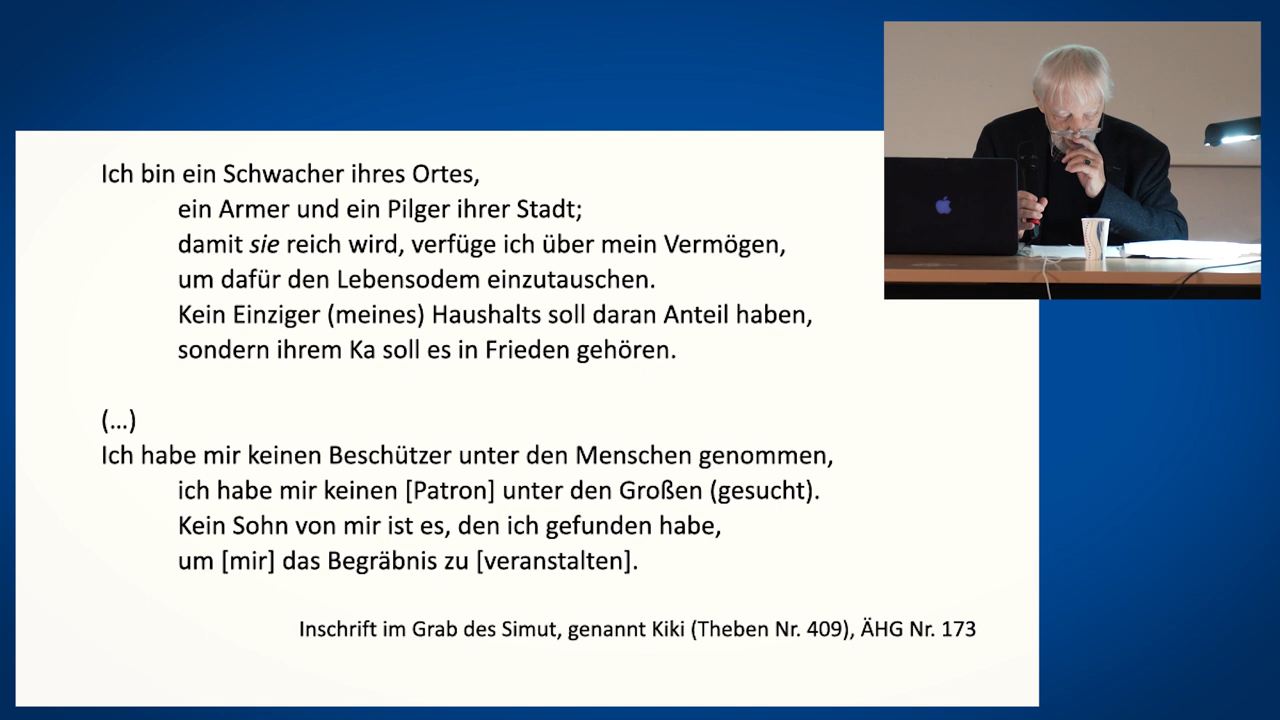 Ich bin ein Schwacher ihres Ortes,
ein Armer und ein Pilger ihrer Stadt;
damit sie reich wird, verfüge ich über mein Vermögen,
um dafür den Lebensodem einzutauschen.
Kein Einziger (meines) Haushalts soll daran Anteil haben,
sondern ihrem Ka soll es in Frieden gehören.
(...)
Ich habe mir keinen Beschützer unter den Menschen genommen,
ich habe mir keinen [Patron] unter den Großen (gesucht).
Kein Sohn von mir ist es, den ich gefunden habe,
um [mir] das Begräbnis zu [veranstalten].
Inschrift im Grab des Simut, genannt Kiki (Theben Nr. 409), ÄHG Nr. 173